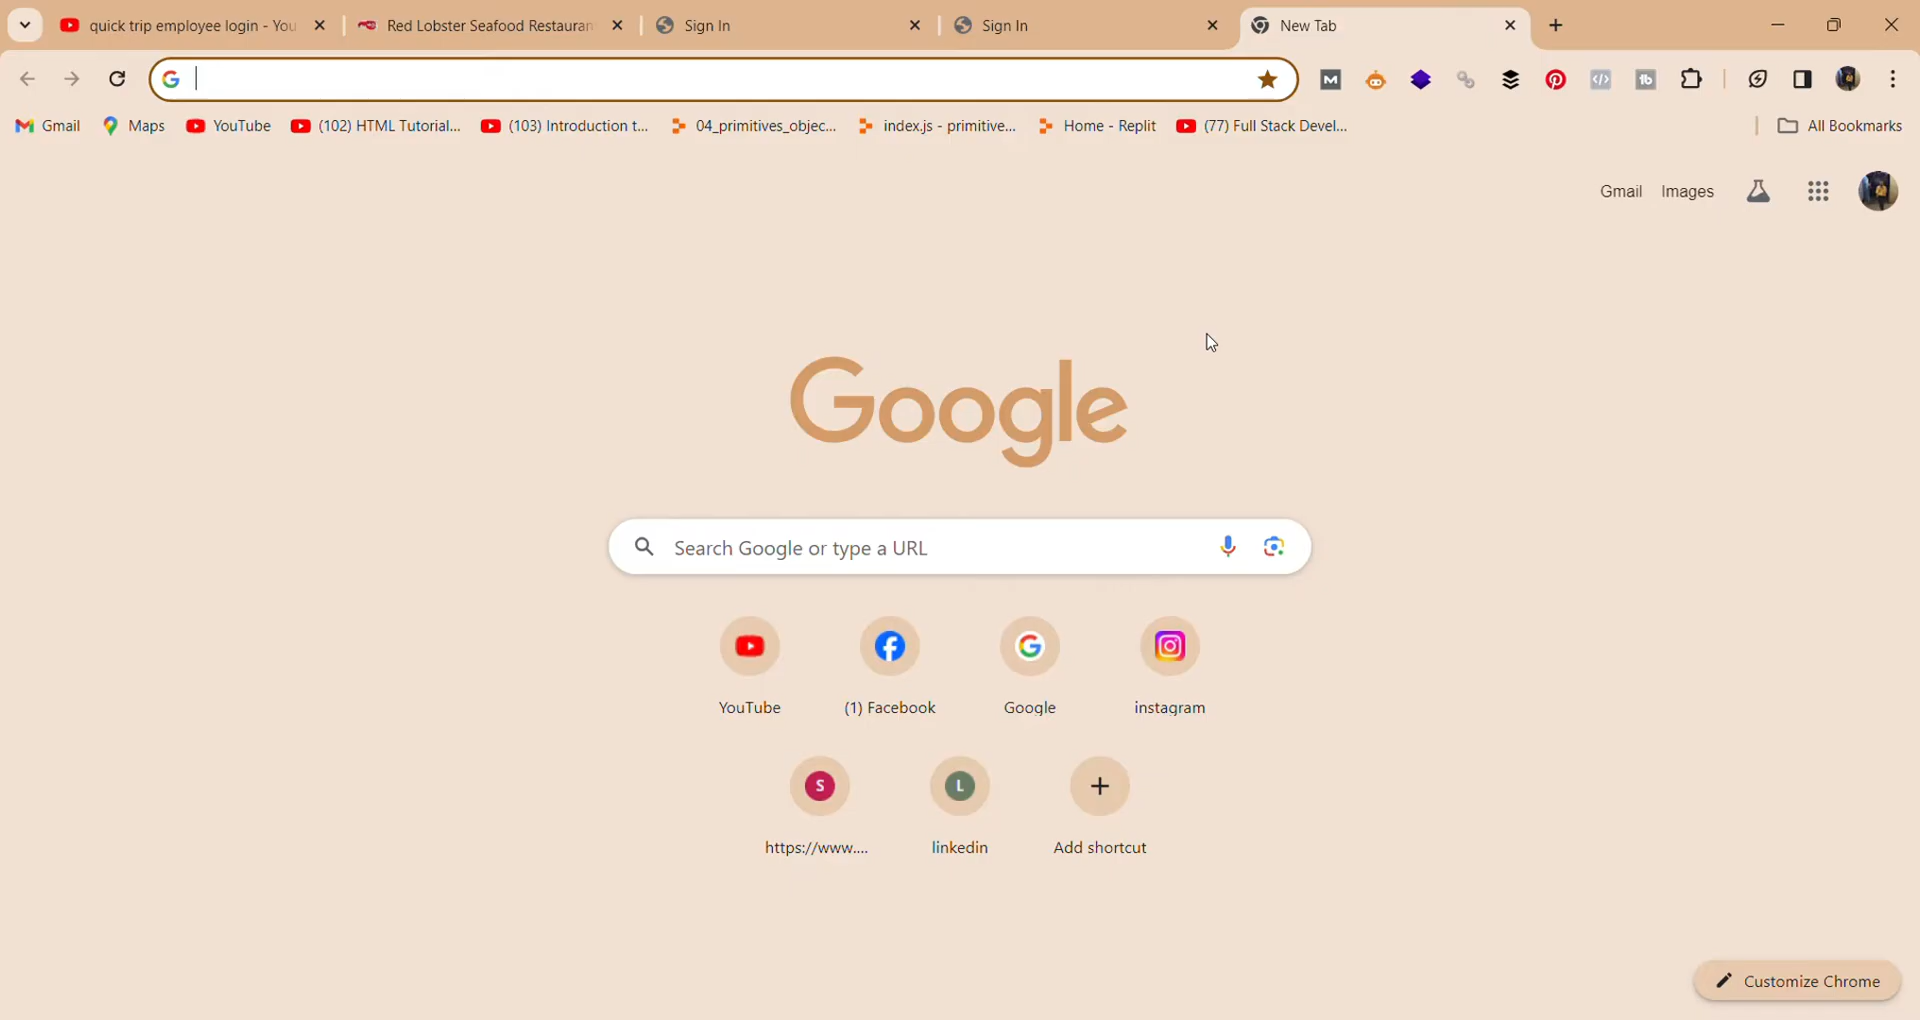 quick trip employee login - You
Red Lobster Seafood Restauran
Sign In
Sign In
New Tab
Gmail
Maps
YouTube
(102) HTML Tutorial...
(103) Introduction t...
04_primitives_objec...
index.js - primitive...
Home - Replit
(77) Full Stack Devel...
All Bookmarks
Gmail Images
Google
Search Google or type a URL
YouTube
(1) Facebook
Google
instagram
S
L
https://www....
linkedin
Add shortcut
Customize Chrome